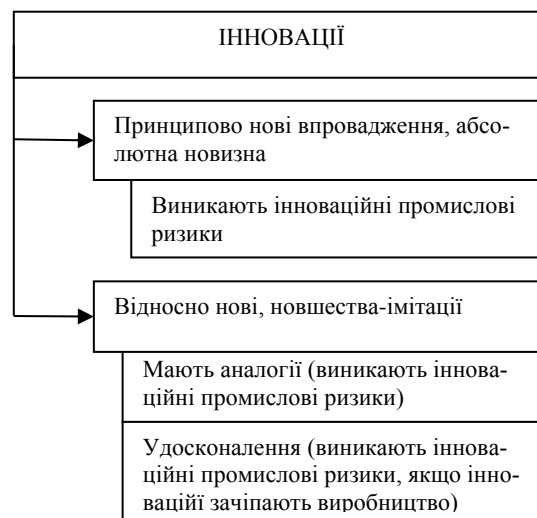 ІННОВАЦІЇ
Принципово нові впровадження, абсо-
лютна новизна
Виникають інноваційні промислові
ризики
Відносно нові, новшества-імітації
Мають аналогії (виникають іннова-
ційні промислові ризики)
Удосконалення (виникають іннова-
ційні промислові ризики, якщо інно-
ваційї зачіпають виробництво)